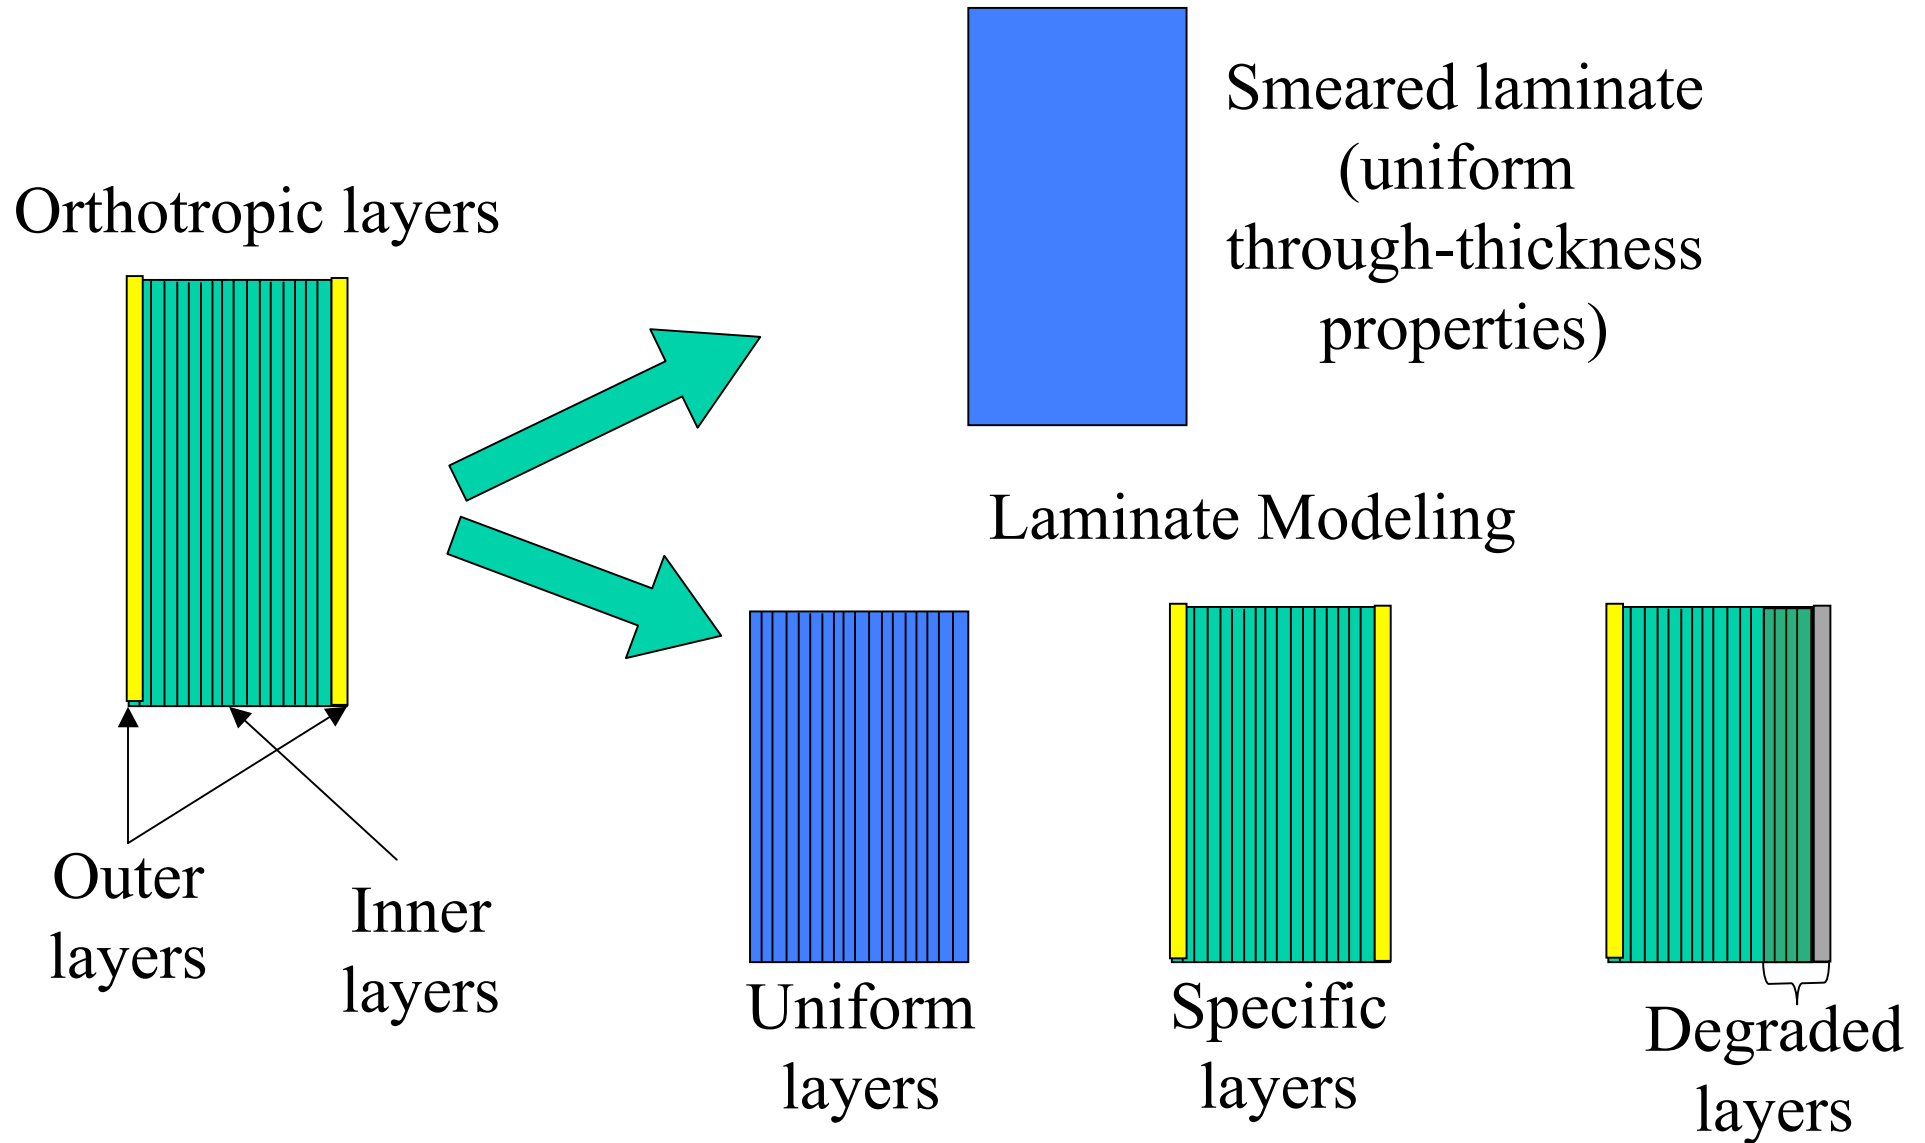 Smeared laminate
(uniform
through-thickness
properties)
Orthotropic layers
Laminate Modeling
Outer
layers
Inner
layers
Uniform
layers
Specific
layers
Degraded
layers